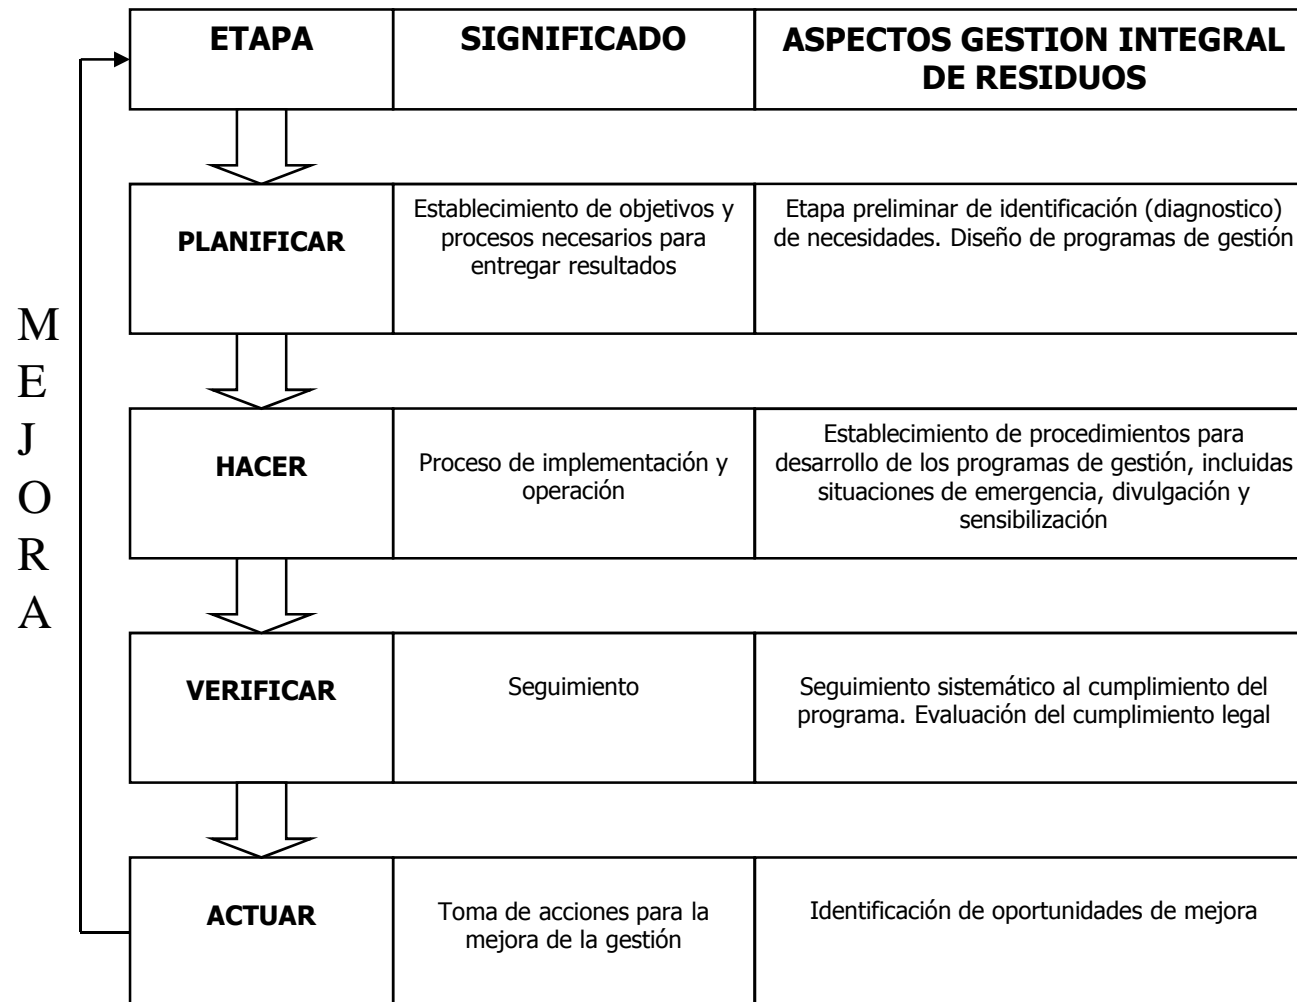 ETAPA
SIGNIFICADO
ASPECTOS GESTION INTEGRAL
DE RESIDUOS
PLANIFICAR
Establecimiento de objetivos y
procesos necesarios para
entregar resultados
Etapa preliminar de identificación (diagnostico)
de necesidades. Diseño de programas de gestión
HACER
Proceso de implementación y
operación
Establecimiento de procedimientos para
desarrollo de los programas de gestión, incluidas
situaciones de emergencia, divulgación y
sensibilización
VERIFICAR
Seguimiento
Seguimiento sistemático al cumplimiento del
programa. Evaluación del cumplimiento legal
ACTUAR
Toma de acciones para la
mejora de la gestión
Identificación de oportunidades de mejora
M
E
J
O
R
A